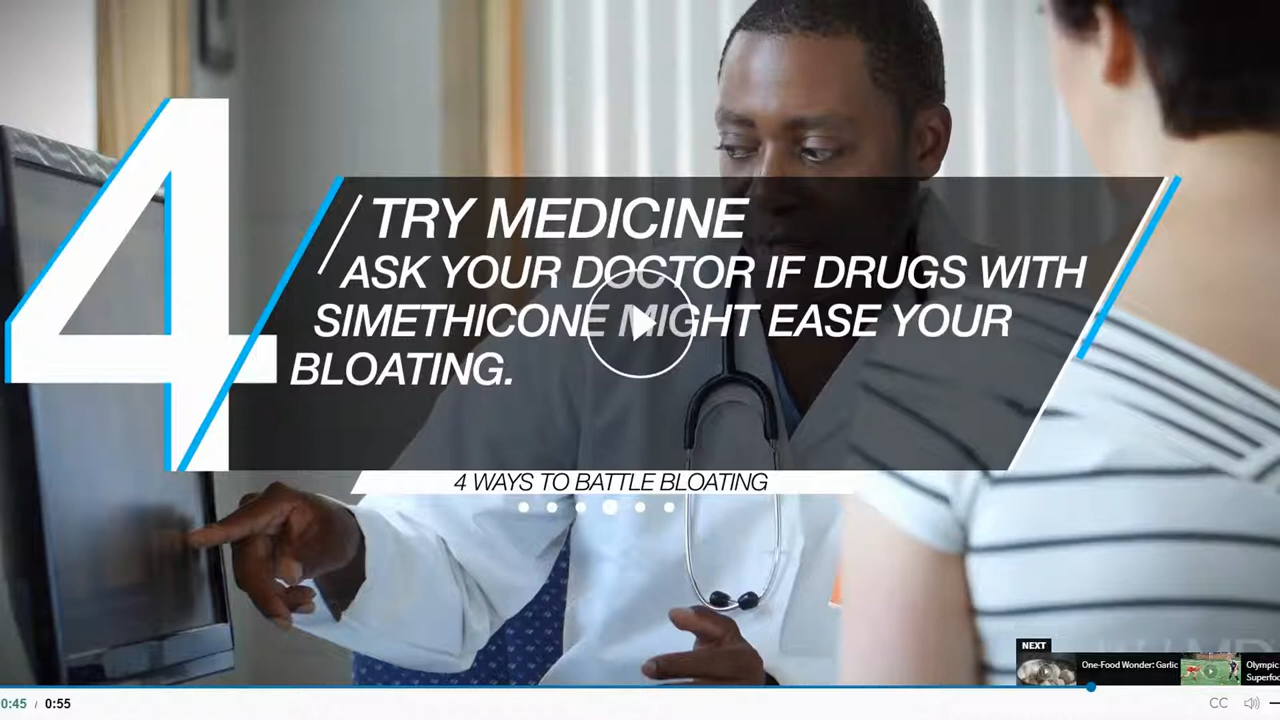 4
TRY MEDICINE
ASK YOUR DOCTOR IF DRUGS WITH
SIMETHICONE MIGHT EASE YOUR
BLOATING.
4 WAYS TO BATTLE BLOATING
NEXT
One-Food Wonder: Garlic
Olympic
0:45 / 0:55
CC